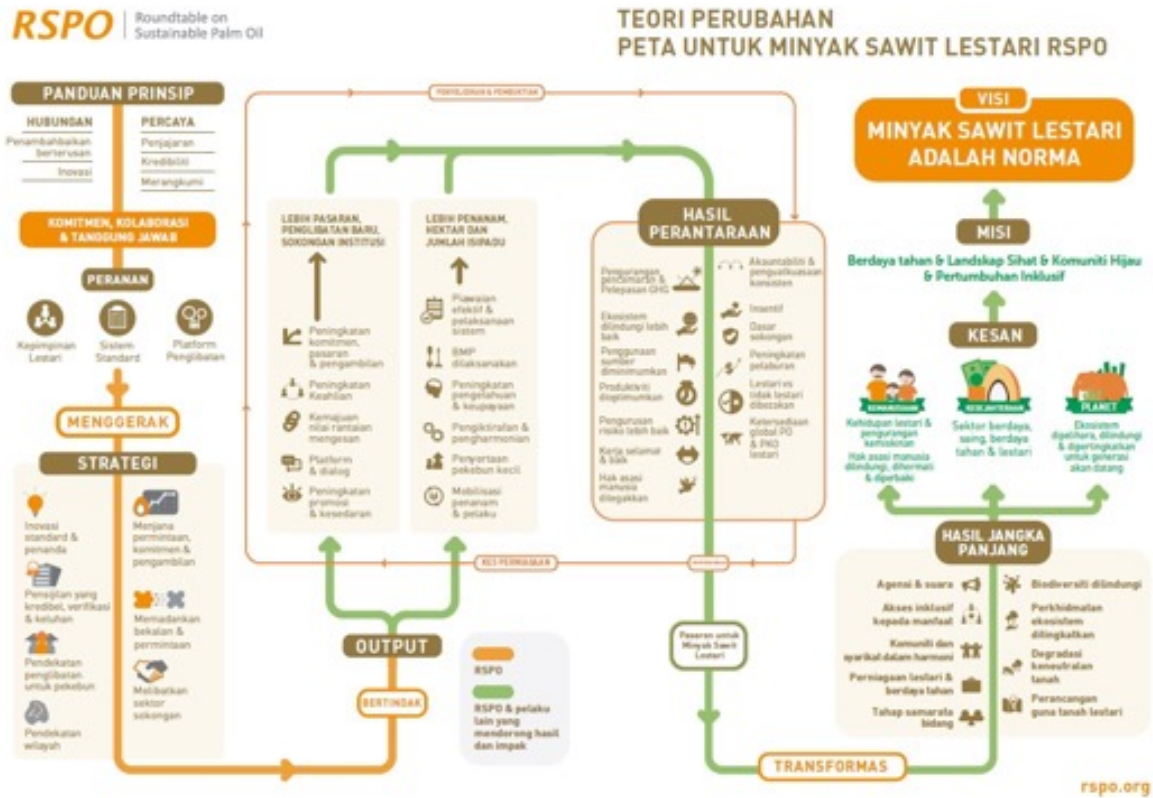 RSPO
Roundtable on
Sustainable Palm Oil
TEORI PERUBAHAN
PETA UNTUK MINYAK SAWIT LESTARI RSPO
PANDUAN PRINSIP
HUBUNGAN
Penambahbaikan
berterusan
Inovasi
PERCAYA
Penjajaran
Kredibiliti
Merangkumi
KOMITMEN, KOLABORASI
& TANGGUNG JAWAB
PERANAN
Kepimpinan
Lestari
Sistem
Standard
Platform
Penglibatan
MENGGERAK
STRATEGI
Inovasi
standard &
penanda
Pensijilan yang
kredibel, verifikasi
& keluhan
Pendekatan
penglibatan
untuk pekebun
Pendekatan
wilayah
Menjana
permintaan,
komitmen &
pengambilan
Memadankan
bekalan &
permintaan
Melibatkan
sektor
sokongan
LEBIH PASARAN,
PENGLIBATAN BARU,
SOKONGAN INSTITUSI
Peningkatan
komitmen,
pasaran
& pengambilan
Peningkatan
Keahlian
Kemajuan
nilai rantaian
mengesan
Platform
& dialog
Peningkatan
promosi
& kesedaran
LEBIH PENANAM,
HEKTAR DAN
JUMLAH ISIPADU
Piawaian
efektif &
pelaksanaan
sistem
BMP
dilaksanakan
Peningkatan
pengetahuan
& keupayaan
Pengiktirafan &
pengharmonian
Penyertaan
pekebun kecil
Mobilisasi
penanam
& pelaku
OUTPUT
BERTINDAK
RSPO
RSPO & pelaku
lain yang
mendorong hasil
dan impak
KES PERNIAGAAN
HASIL
PERANTARAAN
Pengurangan
pencemaran &
Pelepasan GHG
Ekosistem
dilindungi lebih
baik
Penggunaan
sumber
diminimumkan
Produktiviti
dioptimumkan
Pengurusan
risiko lebih baik
Kerja selamat
& baik
Hak asasi
manusia
ditegakkan
Akauntabiliti &
penguatkuasaan
konsisten
Insentif
Dasar
sokongan
Peningkatan
pelaburan
Lestari vs
tidak lestari
dibezakan
Ketersediaan
global PO
& PKO
lestari
Pasaran untuk
Minyak Sawit
Lestari
TRANSFORMAS
VISI
MINYAK SAWIT LESTARI
ADALAH NORMA
MISI
Berdaya tahan & Landskap Sihat & Komuniti Hijau
& Pertumbuhan Inklusif
KESAN
KEMANUSIAAN
Kehidupan lestari &
pengurangan
kemiskinan
Hak asasi manusia
dilindungi, dihormati
& diperbaiki
KESEJAHTERAAN
Sektor berdaya,
saing, berdaya
tahan & lestari
PLANET
Ekosistem
dipelihara, dilindungi
& dipertingkatkan
untuk generasi
akan datang
HASIL JANGKA
PANJANG
Agensi & suara
Akses inklusif
kepada manfaat
Komuniti dan
syarikat dalam harmoni
Perniagaan lestari &
berdaya tahan
Tahap samarata
bidang
Biodiversiti dilindungi
Perkhidmatan
ekosistem
ditingkatkan
Degradasi
keneutralan
tanah
Perancangan
guna tanah lestari
rspo.org